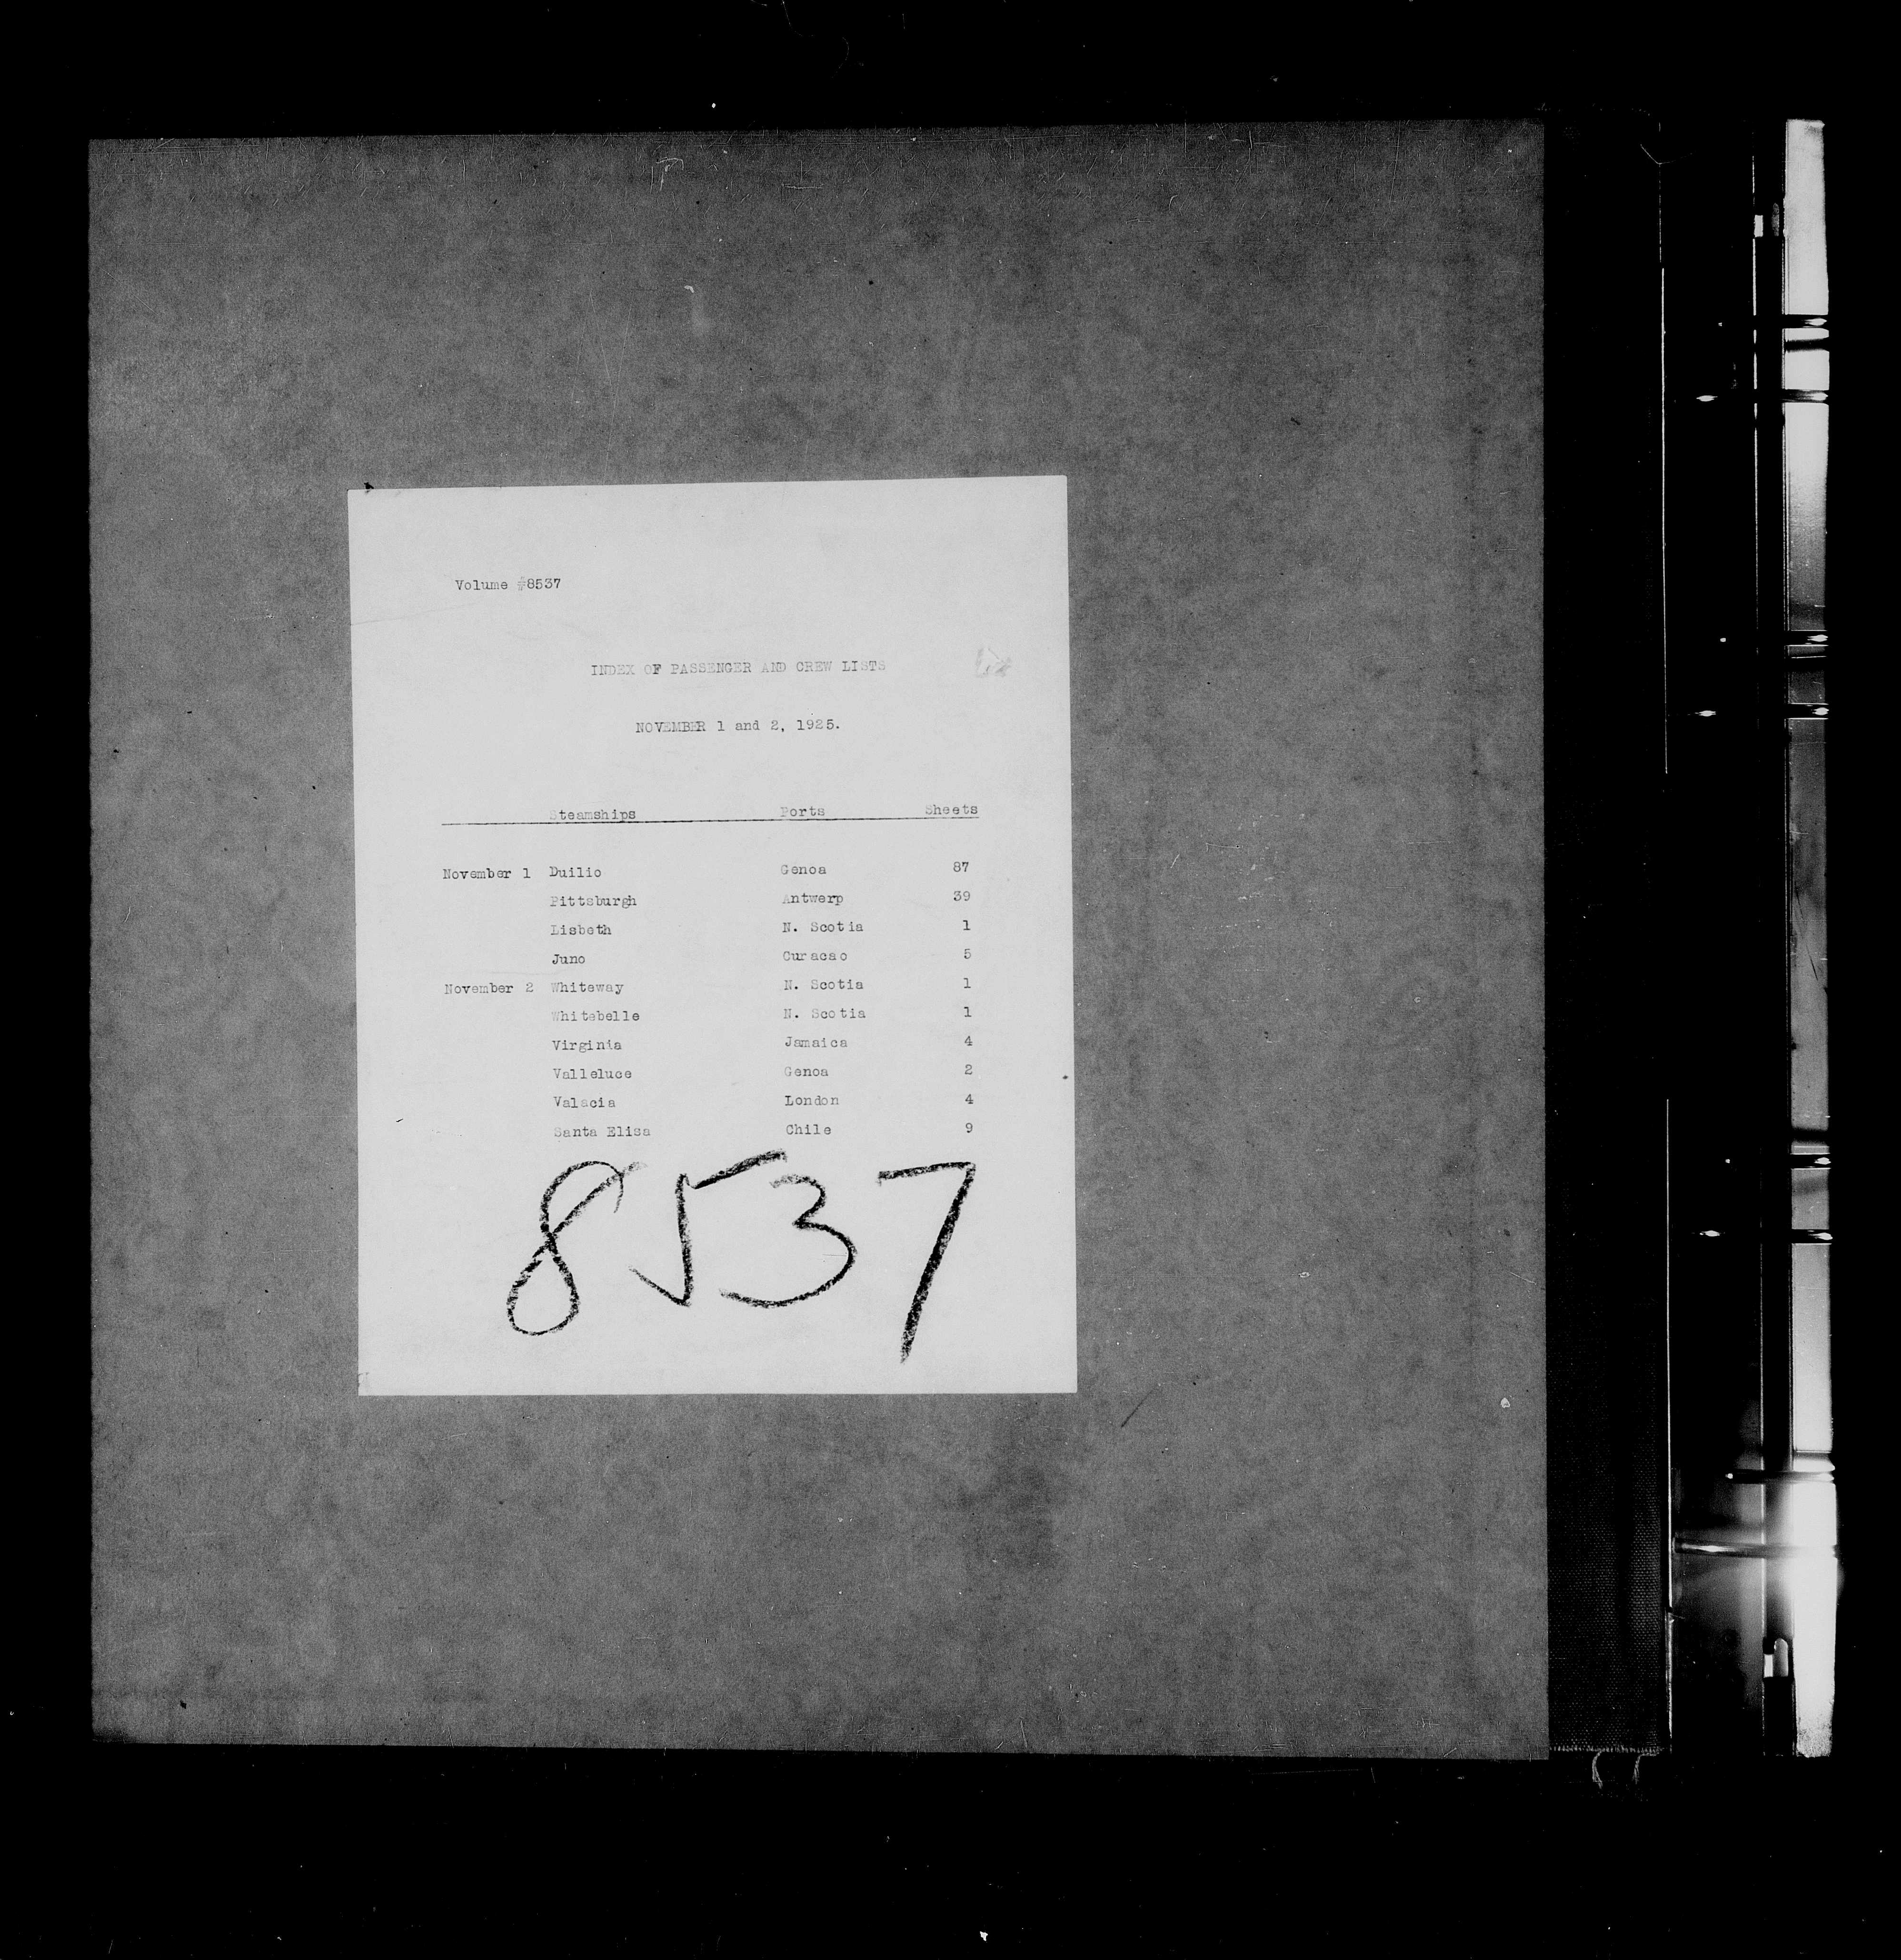 Volume #8537
INDEX OF PASSENGER AND CREW LISTS
NOVEMBER 1 and 2, 1925.
Steamships Ports Sheets
November 1 Duilio Genoa 87
Pittsburgh Antwerp 39
Lisbeth N. Scotia 1
Juno Curacao 5
November 2 Whiteway N. Scotia 1
Whitebelle N. Scotia 1
Virginia Jamaica 4
Valleluce Genoa 2
Valacia London 4
Santa Elisa Chile 9
8537